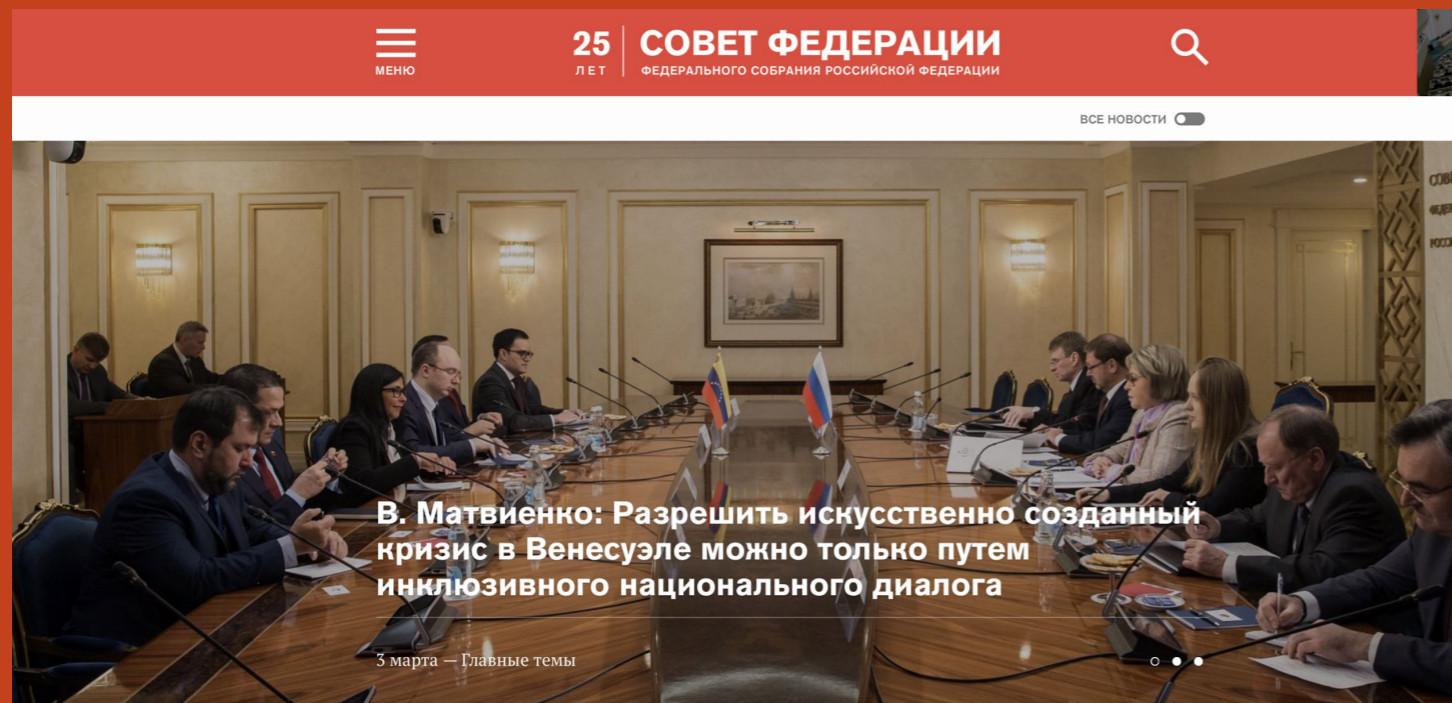 МЕНЮ
25
ЛЕТ
СОВЕТ ФЕДЕРАЦИИ
ФЕДЕРАЛЬНОГО СОБРАНИЯ РОССИЙСКОЙ ФЕДЕРАЦИИ
ВСЕ НОВОСТИ
В. Матвиенко: Разрешить искусственно созданный
кризис в Венесуэле можно только путем
инклюзивного национального диалога
3 марта — Главные темы